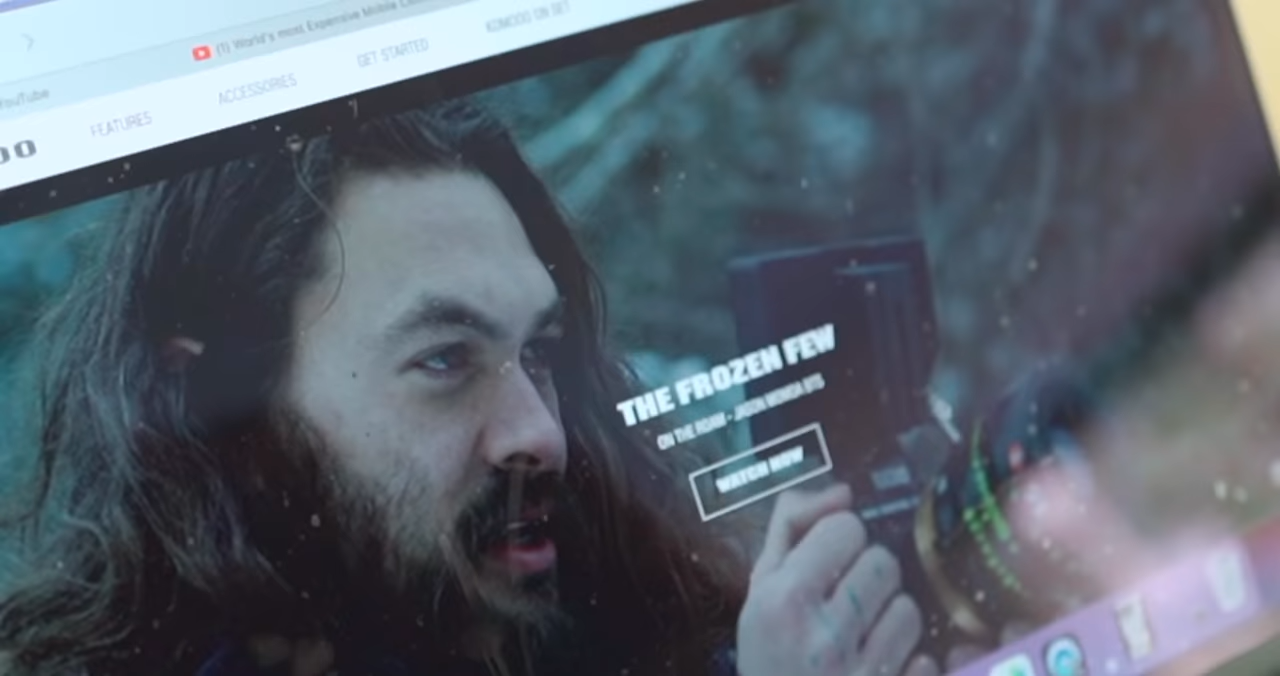 (1) World's most Expensive Mobile
YouTube
FEATURES
ACCESSORIES
GET STARTED
KOMODO ON SET
THE FROZEN FEW
ON THE ROAM - JASON MOMOA BTS
WATCH NOW